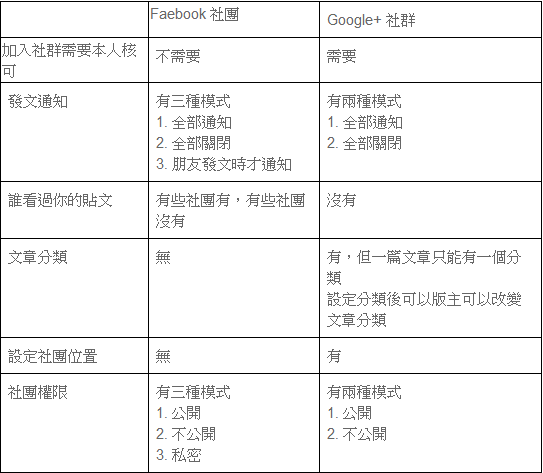 Faebook 社團
Google+ 社群
加入社群需要本人核
可
不需要
需要
發文通知
有三種模式
1. 全部通知
2. 全部關閉
3. 朋友發文時才通知
有兩種模式
1. 全部通知
2. 全部關閉
誰看過你的貼文
有些社團有，有些社團
沒有
沒有
文章分類
無
有，但一篇文章只能有一個分
類
設定分類後可以版主可以改變
文章分類
設定社團位置
無
有
社團權限
有三種模式
1. 公開
2. 不公開
3. 私密
有兩種模式
1. 公開
2. 不公開